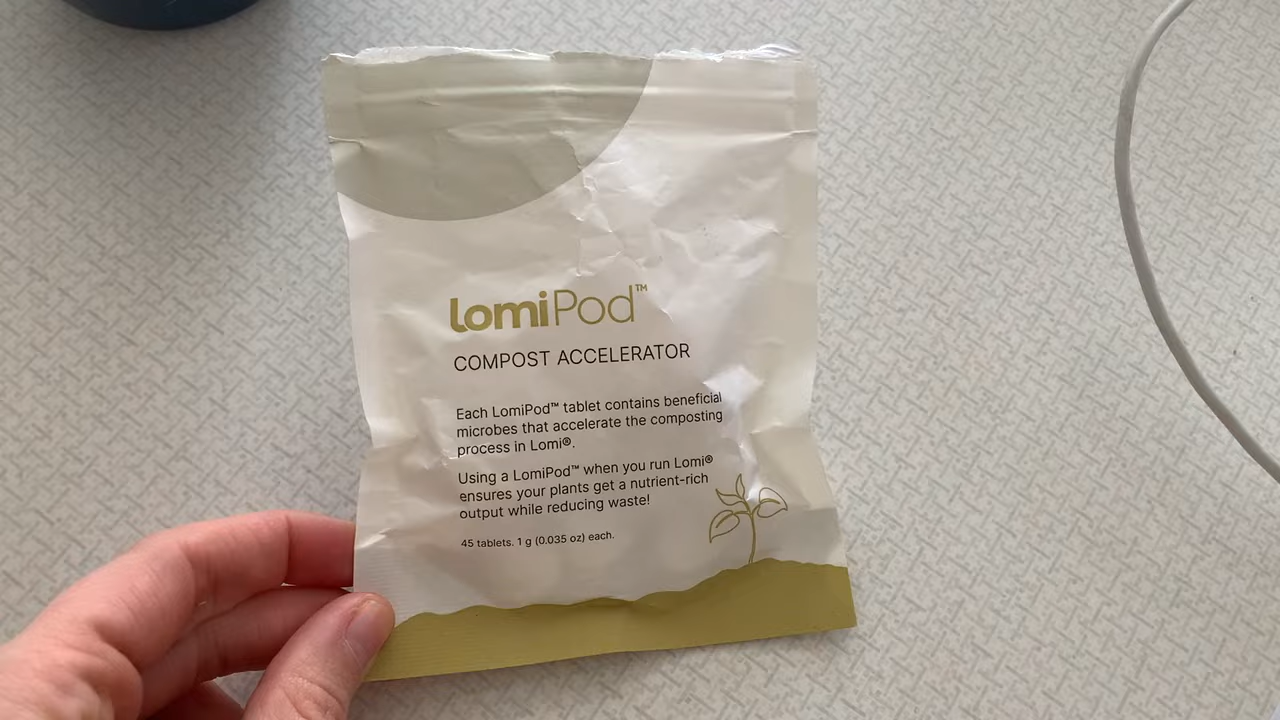 lomiPod™
COMPOST ACCELERATOR
Each LomiPod™ tablet contains beneficial
microbes that accelerate the composting
process in Lomi®.
Using a LomiPod™ when you run Lomi®
ensures your plants get a nutrient-rich
output while reducing waste!
45 tablets. 1 g (0.035 oz) each.